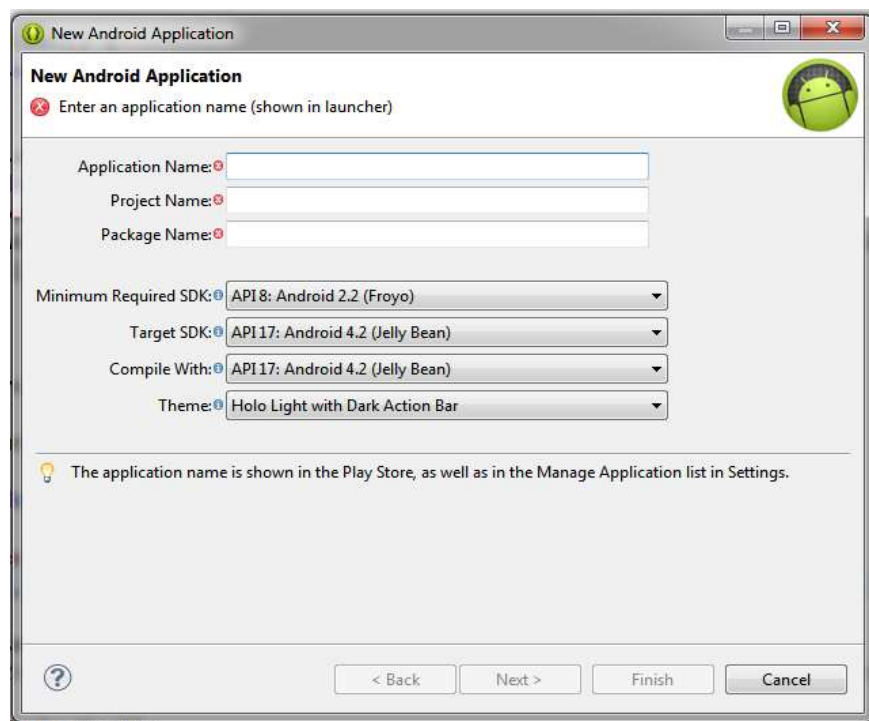 New Android Application
New Android Application
Enter an application name (shown in launcher)
Application Name:
Project Name:
Package Name:
Minimum Required SDK: API 8: Android 2.2 (Froyo)
Target SDK: API 17: Android 4.2 (Jelly Bean)
Compile With: API 17: Android 4.2 (Jelly Bean)
Theme: Holo Light with Dark Action Bar
The application name is shown in the Play Store, as well as in the Manage Application list in Settings.
? < Back Next > Finish Cancel